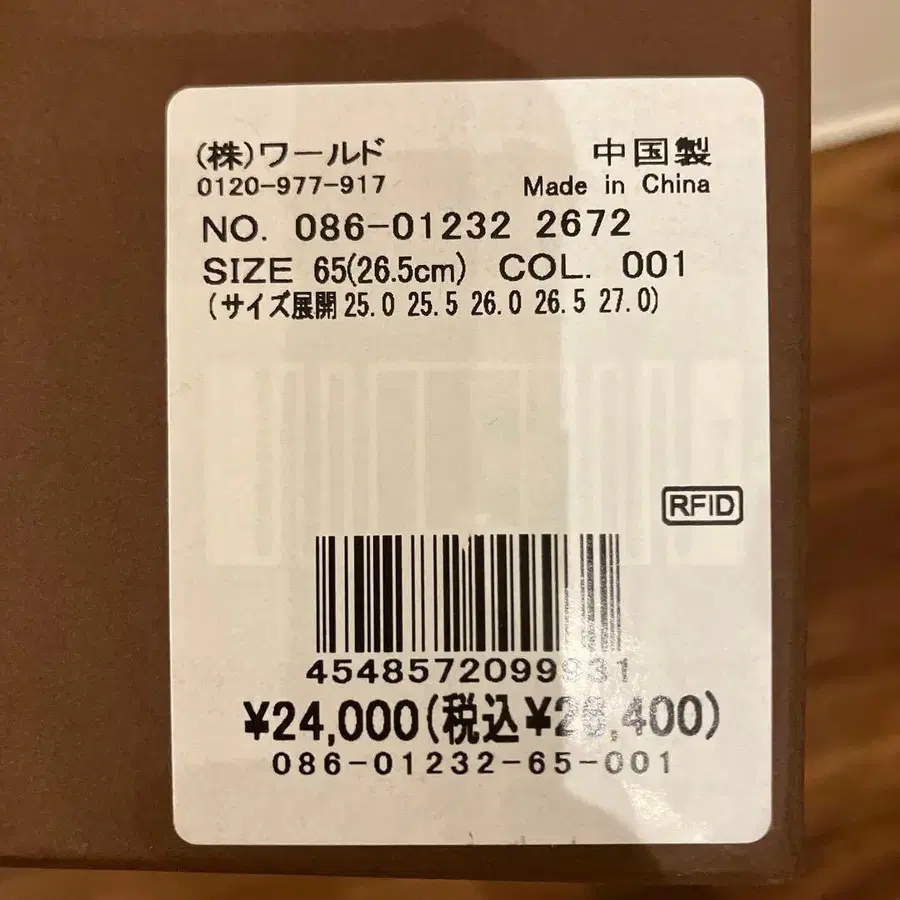 (株)ワールド 中国製
0120-977-917 Made in China
NO. 086-01232 2672
SIZE 65(26.5cm) COL. 001
(サイズ展開 25.0 25.5 26.0 26.5 27.0)
RFID
4548572099931
¥24,000(税込¥26,400)
086-01232-65-001